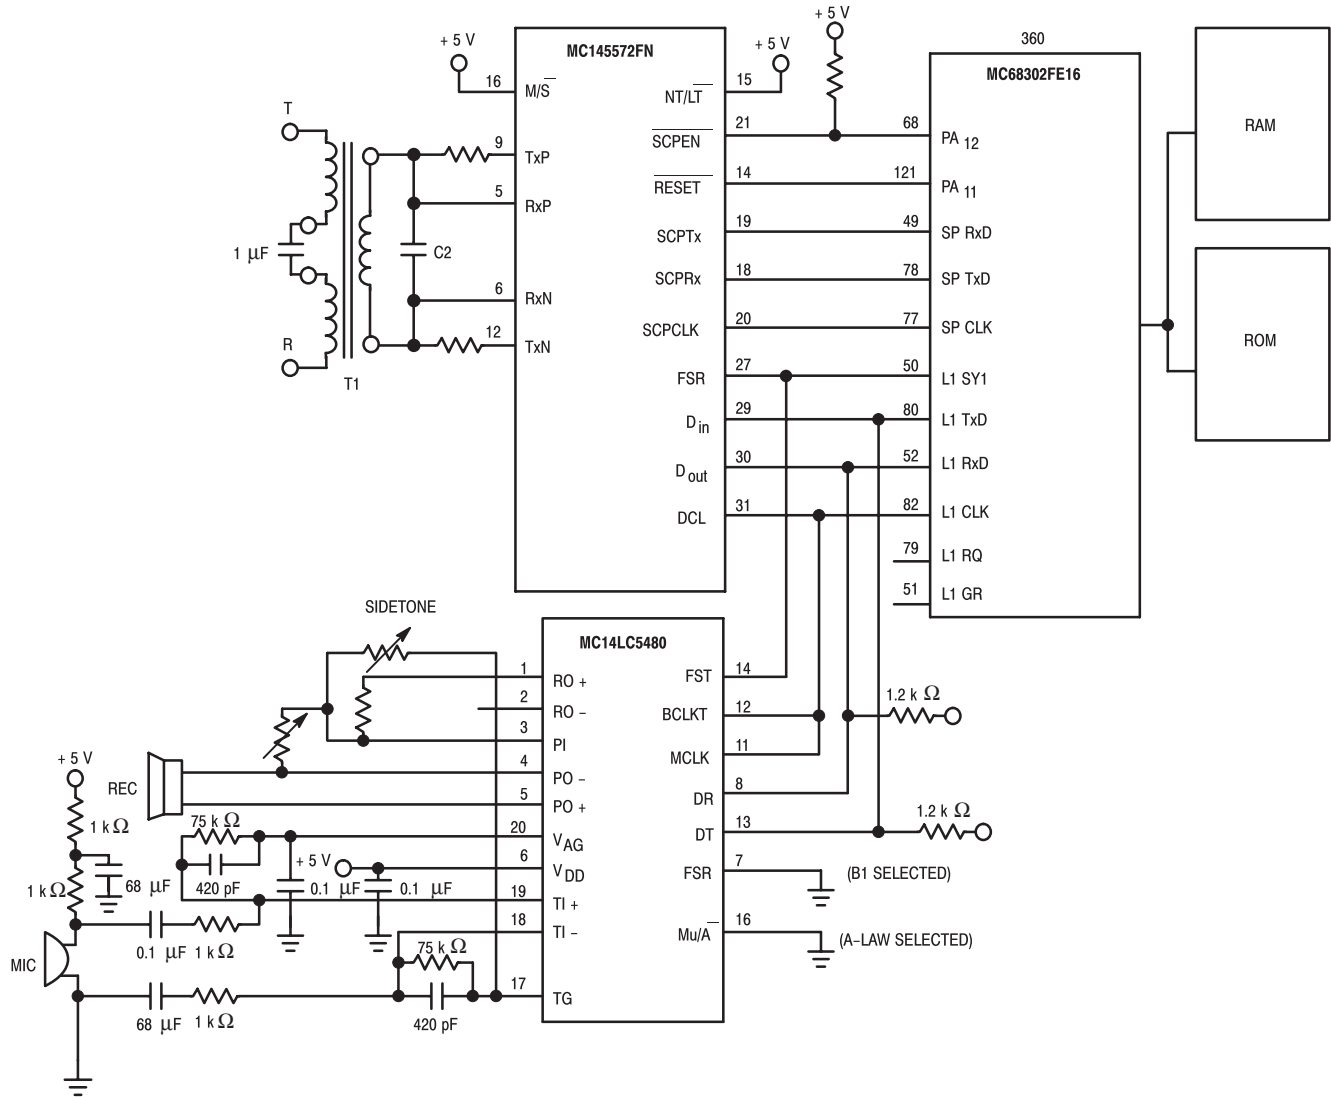 + 5 V
360
MC145572FN
MC68302FE16
+ 5 V
+ 5 V
16
M/S
15
NT/LT
RAM
T
21
SCPEN
68
PA 12
9
TxP
14
RESET
121
PA 11
5
RxP
19
SCPTx
49
SP RxD
1 µF
C2
18
SCPRx
78
SP TxD
6
RxN
20
SCPCLK
77
SP CLK
12
TxN
ROM
R
T1
27
FSR
50
L1 SY1
29
D in
80
L1 TxD
30
D out
52
L1 RxD
31
DCL
82
L1 CLK
79
L1 RQ
51
L1 GR
SIDETONE
MC14LC5480
1
RO +
14
FST
2
RO –
12
BCLKT
1.2 k Ω
3
PI
11
MCLK
4
PO –
8
DR
5
PO +
13
DT
1.2 k Ω
20
V AG
7
FSR
(B1 SELECTED)
6
V DD
19
TI +
18
TI –
16
Mu/A
(A–LAW SELECTED)
17
TG
+ 5 V
REC
1 k Ω
75 k Ω
420 pF
+ 5 V
0.1 µF
0.1 µF
1 k Ω
68 µF
0.1 µF
1 k Ω
MIC
75 k Ω
68 µF
1 k Ω
420 pF